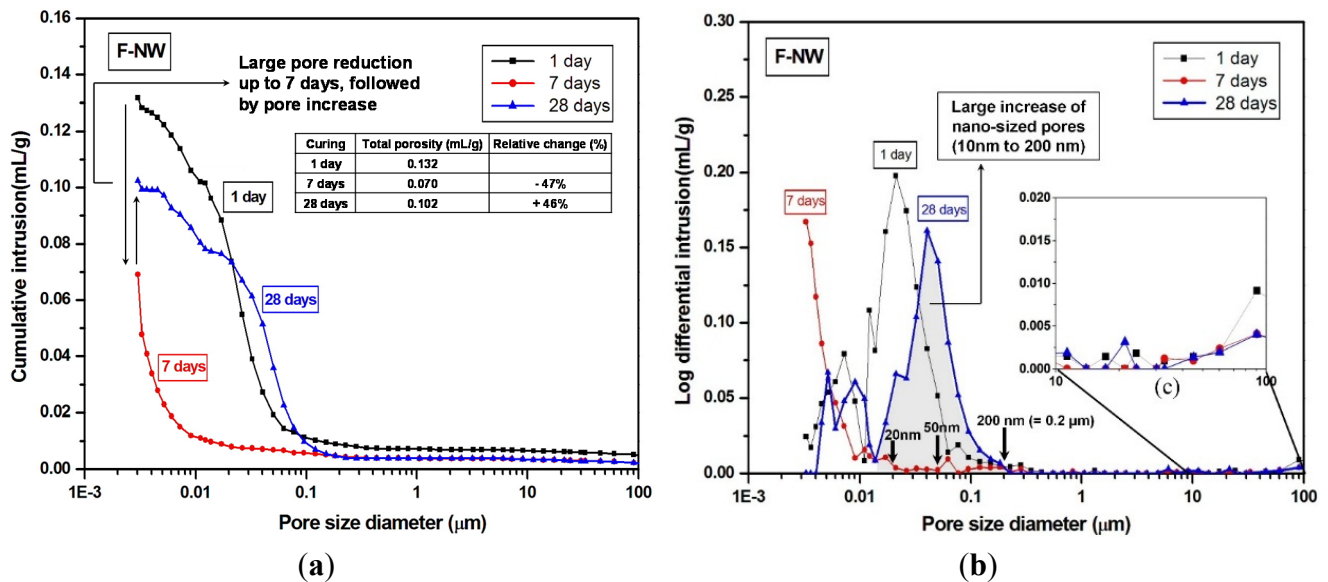 (a)
0.16
0.14
0.12
0.10
0.08
0.06
0.04
0.02
0.00
Cumulative intrusion(mL/g)
F-NW
Large pore reduction
up to 7 days, followed
by pore increase
1 day
7 days
28 days
Curing Total porosity (mL/g) Relative change (%)
1 day 0.132
7 days 0.070 - 47%
28 days 0.102 + 46%
1 day
28 days
7 days
1E-3 0.01 0.1 1 10 100
Pore size diameter (μm)
(a)
(b)
0.30
0.25
0.20
0.15
0.10
0.05
0.00
Log differential intrusion(mL/g)
F-NW
1 day
7 days
28 days
Large increase of
nano-sized pores
(10nm to 200 nm)
1 day
7 days
28 days
0.020
0.015
0.010
0.005
0.000
10 100
(c)
20nm
50nm
200 nm (= 0.2 μm)
1E-3 0.01 0.1 1 10 100
Pore size diameter (μm)
(b)